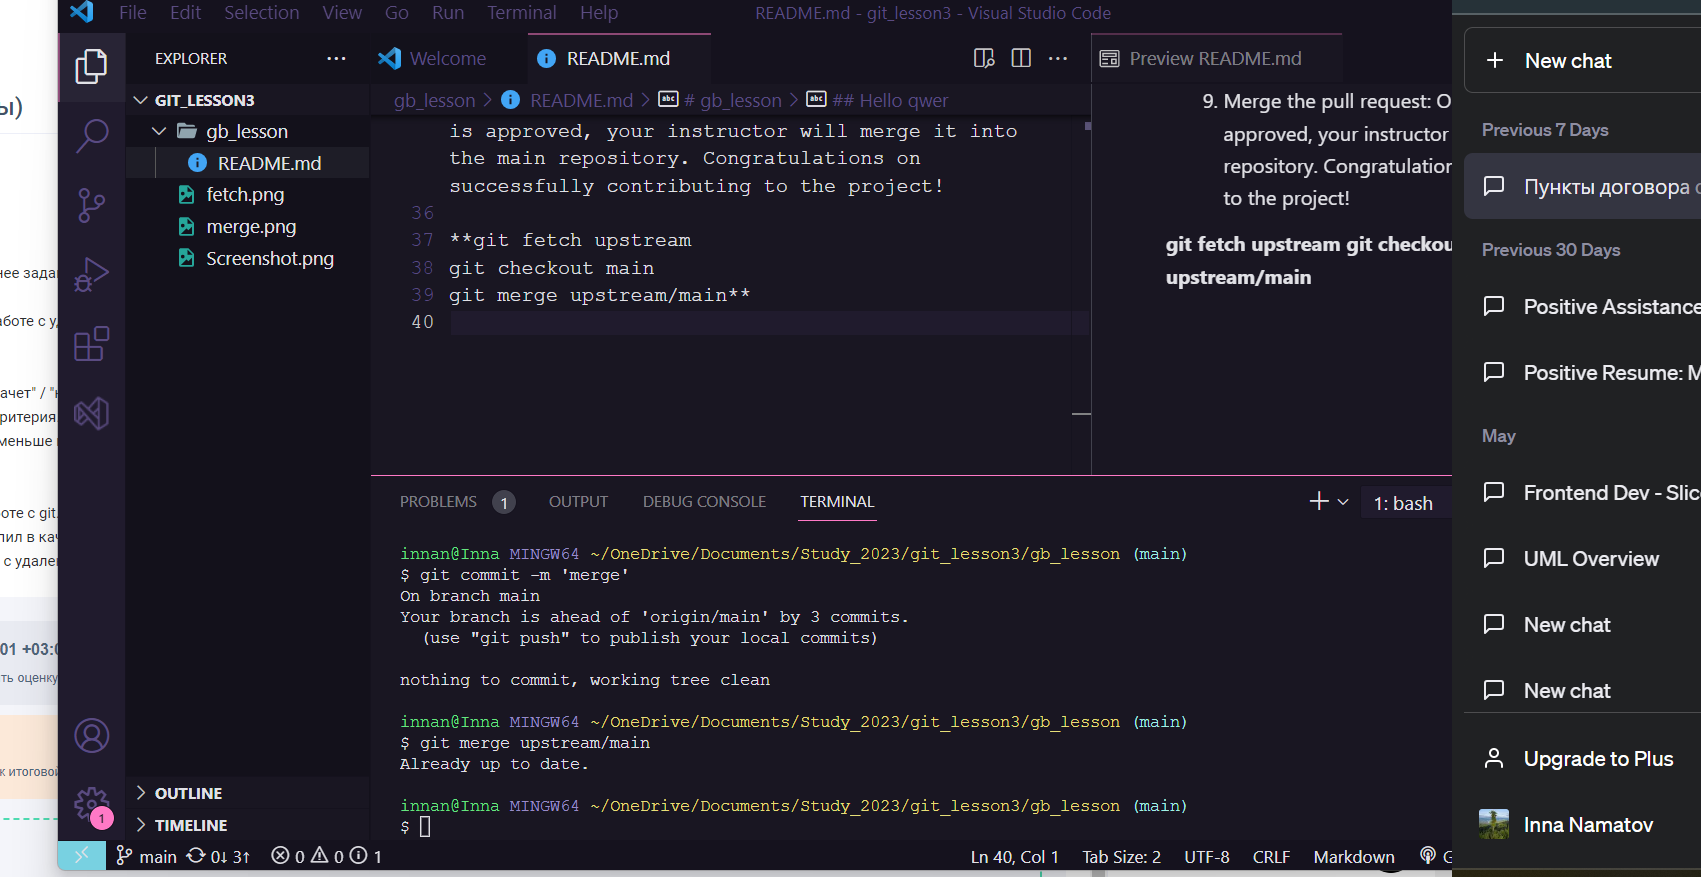 File Edit Selection View Go Run Terminal Help README.md - git_lesson3 - Visual Studio Code
EXPLORER
GIT_LESSON3
gb_lesson
README.md
fetch.png
merge.png
Screenshot.png
OUTLINE
TIMELINE
Welcome README.md
gb_lesson > README.md > # gb_lesson > ## Hello qwer
is approved, your instructor will merge it into
the main repository. Congratulations on
successfully contributing to the project!
36
37 **git fetch upstream
38 git checkout main
39 git merge upstream/main**
40
Preview README.md
9. Merge the pull request: O
approved, your instructor
repository. Congratulation
to the project!
git fetch upstream git checkou
upstream/main
PROBLEMS 1 OUTPUT DEBUG CONSOLE TERMINAL
1: bash
innan@Inna MINGW64 ~/OneDrive/Documents/Study_2023/git_lesson3/gb_lesson (main)
$ git commit -m 'merge'
On branch main
Your branch is ahead of 'origin/main' by 3 commits.
(use "git push" to publish your local commits)
nothing to commit, working tree clean
innan@Inna MINGW64 ~/OneDrive/Documents/Study_2023/git_lesson3/gb_lesson (main)
$ git merge upstream/main
Already up to date.
innan@Inna MINGW64 ~/OneDrive/Documents/Study_2023/git_lesson3/gb_lesson (main)
$
1
main 0↓ 3↑ 0 0 1
Ln 40, Col 1 Tab Size: 2 UTF-8 CRLF Markdown G
New chat
Previous 7 Days
Пункты договора
Previous 30 Days
Positive Assistance
Positive Resume: M
May
Frontend Dev - Slic
UML Overview
New chat
New chat
Upgrade to Plus
Inna Namatov
ы)
нее зада
аботе с у
ачет" / "н
ритерия
меньше
оте с git.
пил в кач
с удале
01 +03:0
ть оценку
к итоговой